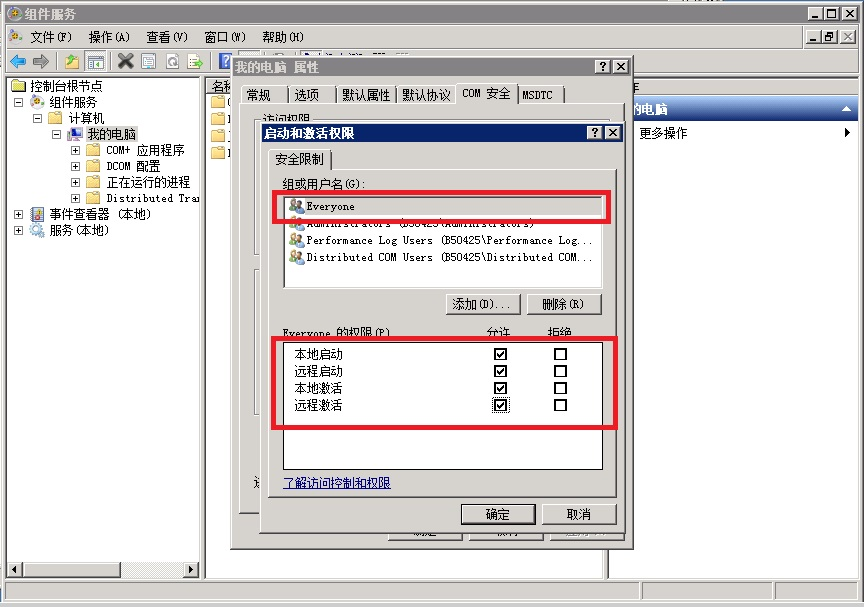 组件服务
文件(F) 操作(A) 查看(V) 窗口(W) 帮助(H)
控制台根节点
组件服务
计算机
我的电脑
COM+ 应用程序
DCOM 配置
正在运行的进程
Distributed Tra
事件查看器 (本地)
服务(本地)
名称
我的电脑 属性
常规 选项 默认属性 默认协议 COM 安全 MSDTC
访问权限
启动和激活权限
安全限制
组或用户名(G):
Everyone
Administrators (B50425\Administrators)
Performance Log Users (B50425\Performance Log...
Distributed COM Users (B50425\Distributed COM...
添加(D)... 删除(R)
Everyone 的权限(P) 允许 拒绝
本地启动
远程启动
本地激活
远程激活
了解访问控制和权限
确定 取消
的电脑
更多操作